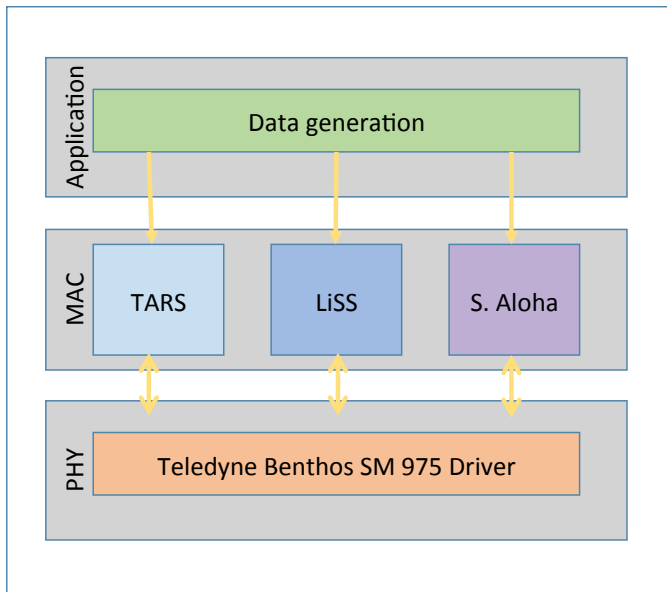 Application
Data generation
MAC
TARS
LiSS
S. Aloha
PHY
Teledyne Benthos SM 975 Driver